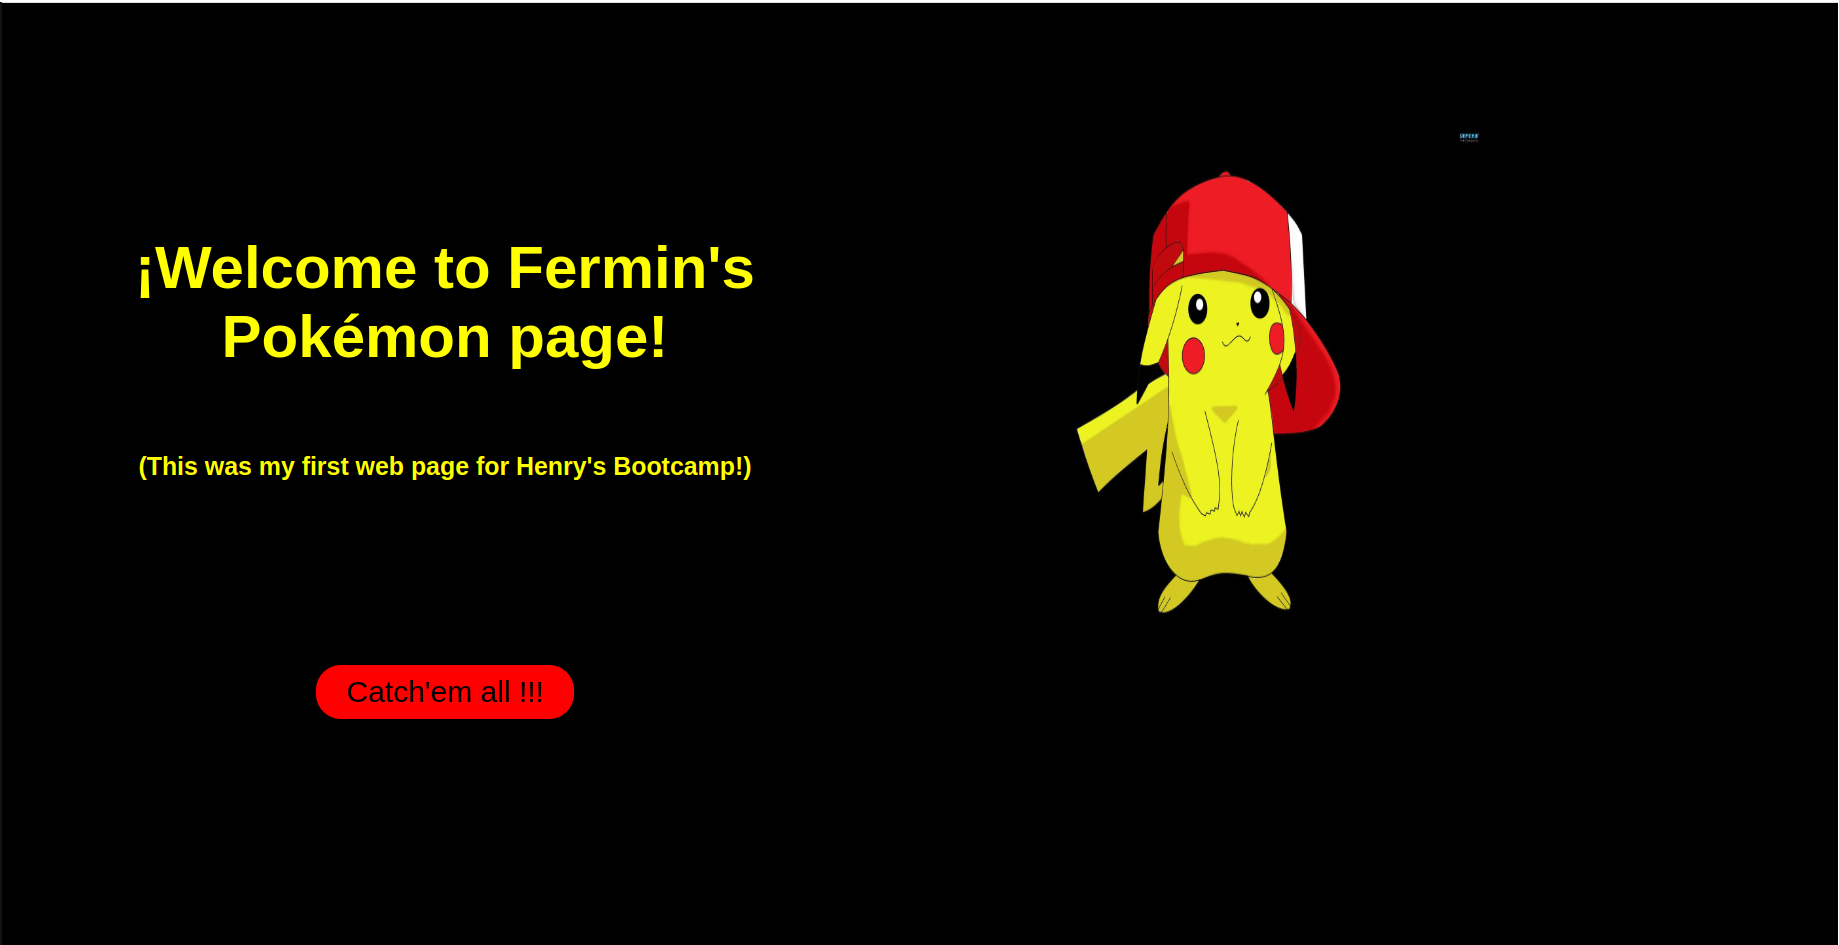 ¡Welcome to Fermin's
Pokémon page!
(This was my first web page for Henry's Bootcamp!)
Catch'em all !!!